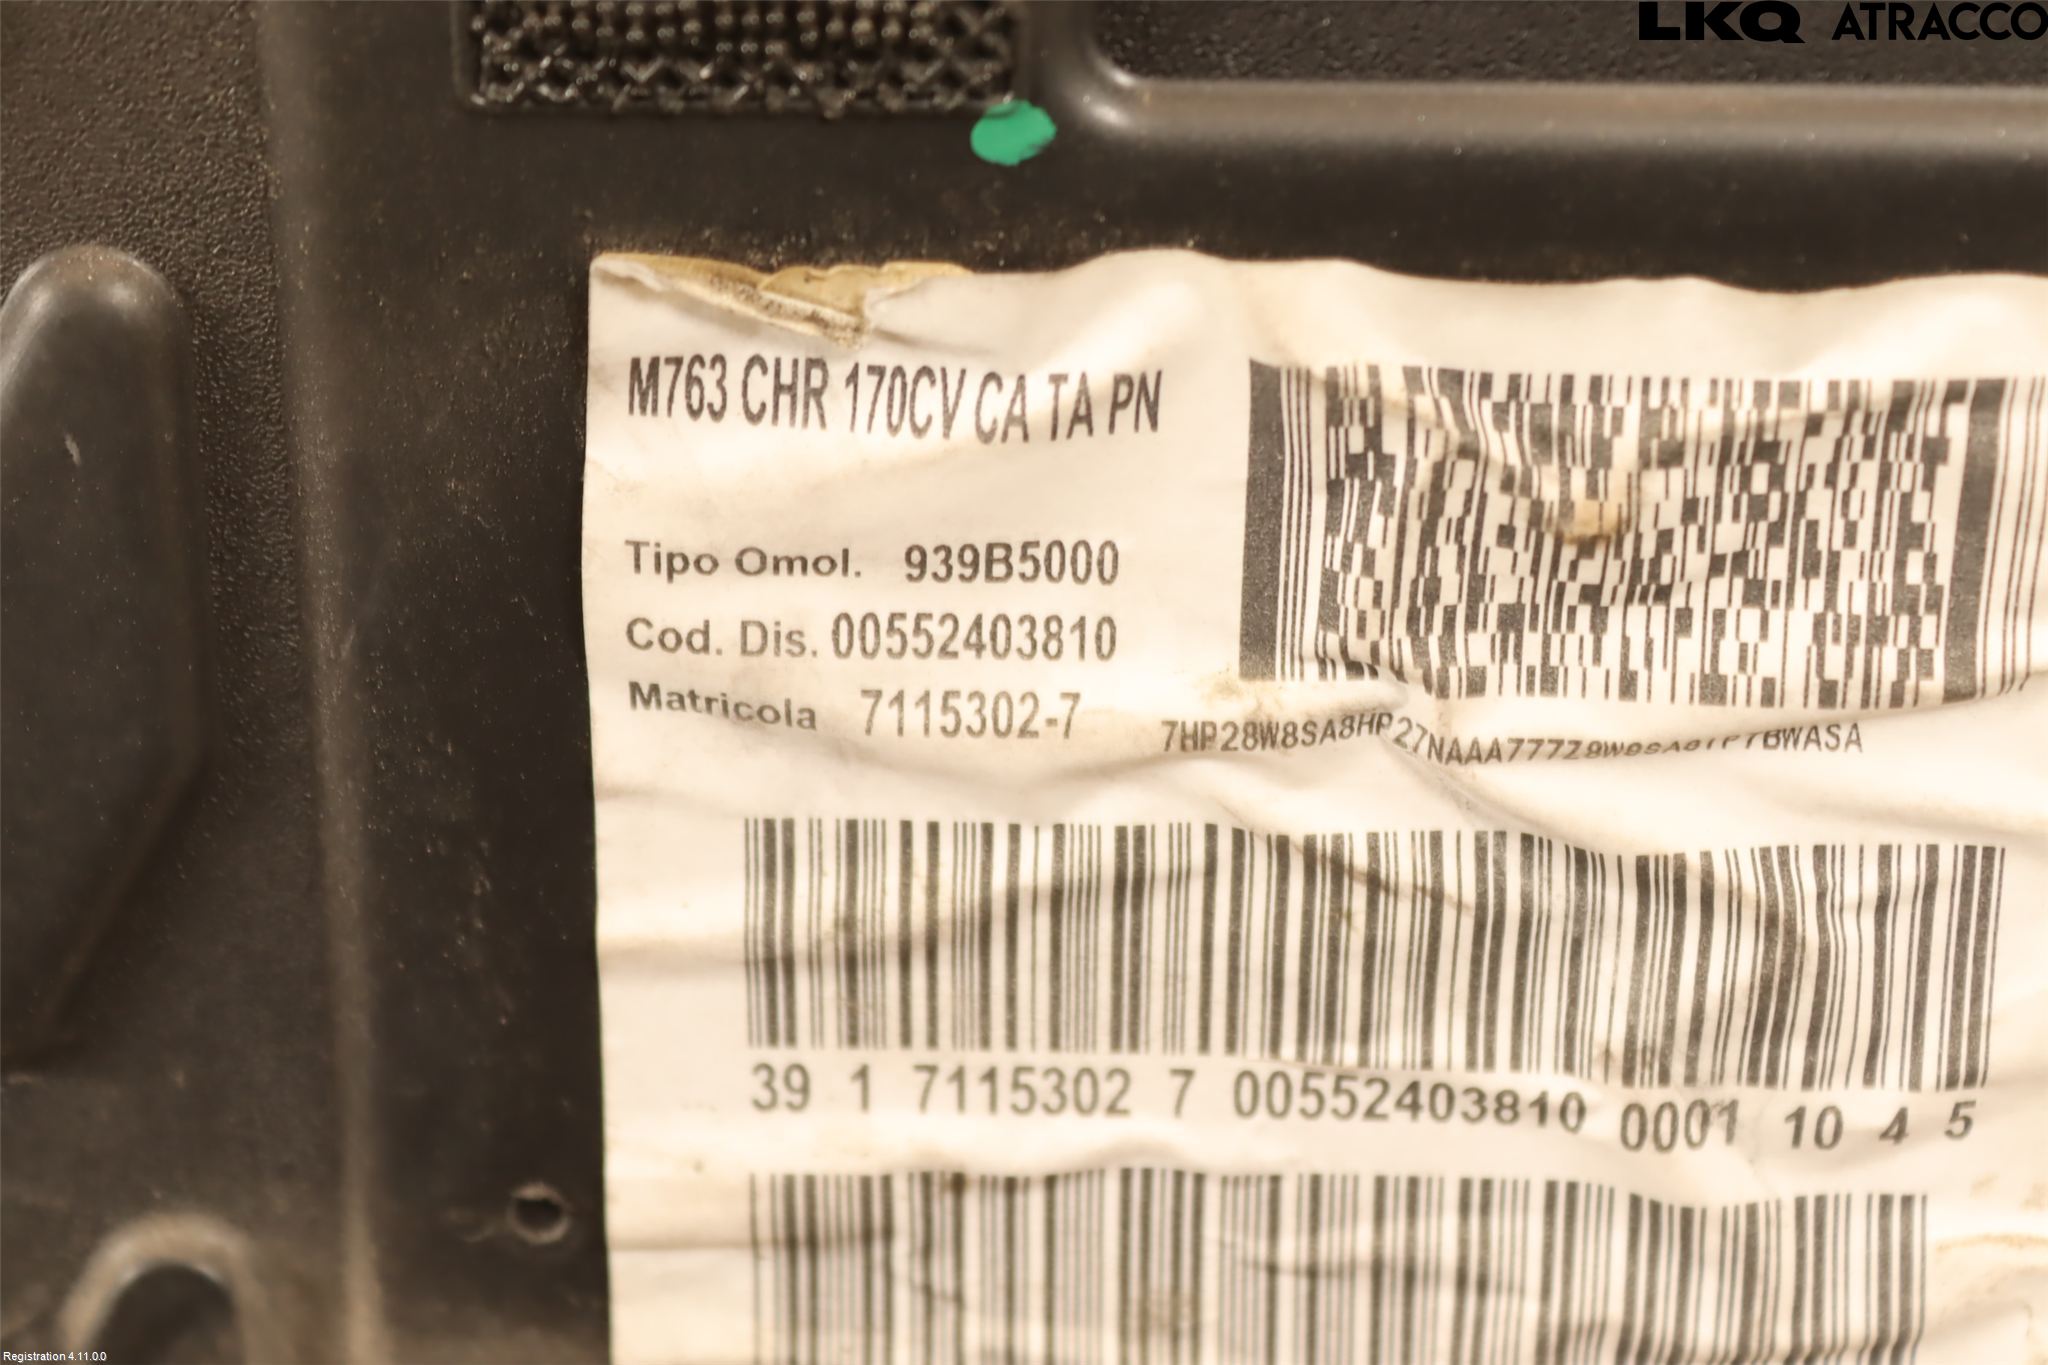 LKQ ATRACCO
M763 CHR 170CV CA TA PN
Tipo Omol. 939B5000
Cod. Dis. 00552403810
Matricola 7115302-7
39 1 7115302 7 00552403810 0001 10 4 5
Registration 4.11.0.0